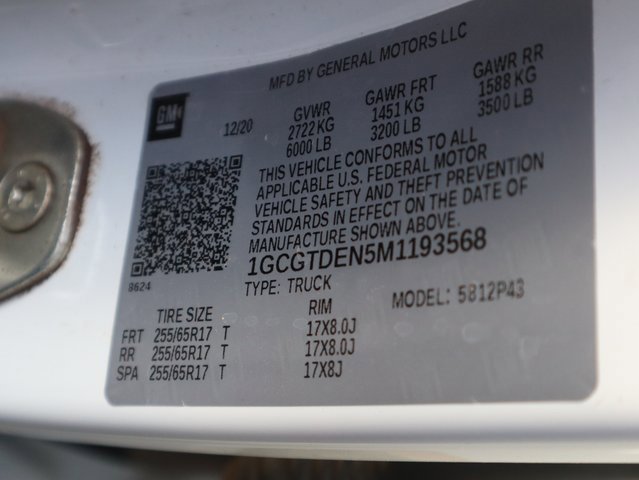 MFD BY GENERAL MOTORS LLC
GM
12/20 GVWR GAWR FRT GAWR RR
2722 KG 1451 KG 1588 KG
6000 LB 3200 LB 3500 LB
THIS VEHICLE CONFORMS TO ALL
APPLICABLE U.S. FEDERAL MOTOR
VEHICLE SAFETY AND THEFT PREVENTION
STANDARDS IN EFFECT ON THE DATE OF
MANUFACTURE SHOWN ABOVE.
1GCGTDEN5M1193568
8624
TYPE: TRUCK MODEL: 5812P43
TIRE SIZE RIM
FRT 255/65R17 T 17X8.0J
RR 255/65R17 T 17X8.0J
SPA 255/65R17 T 17X8J